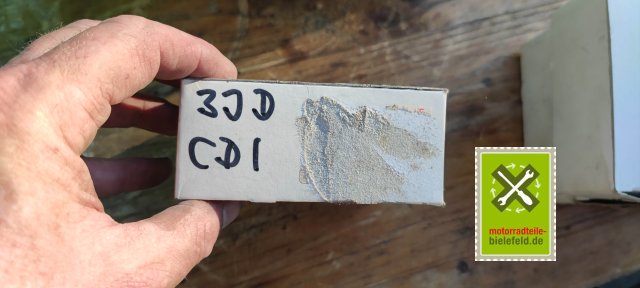 3JD
CDI
motorradteile-
bielefeld.de